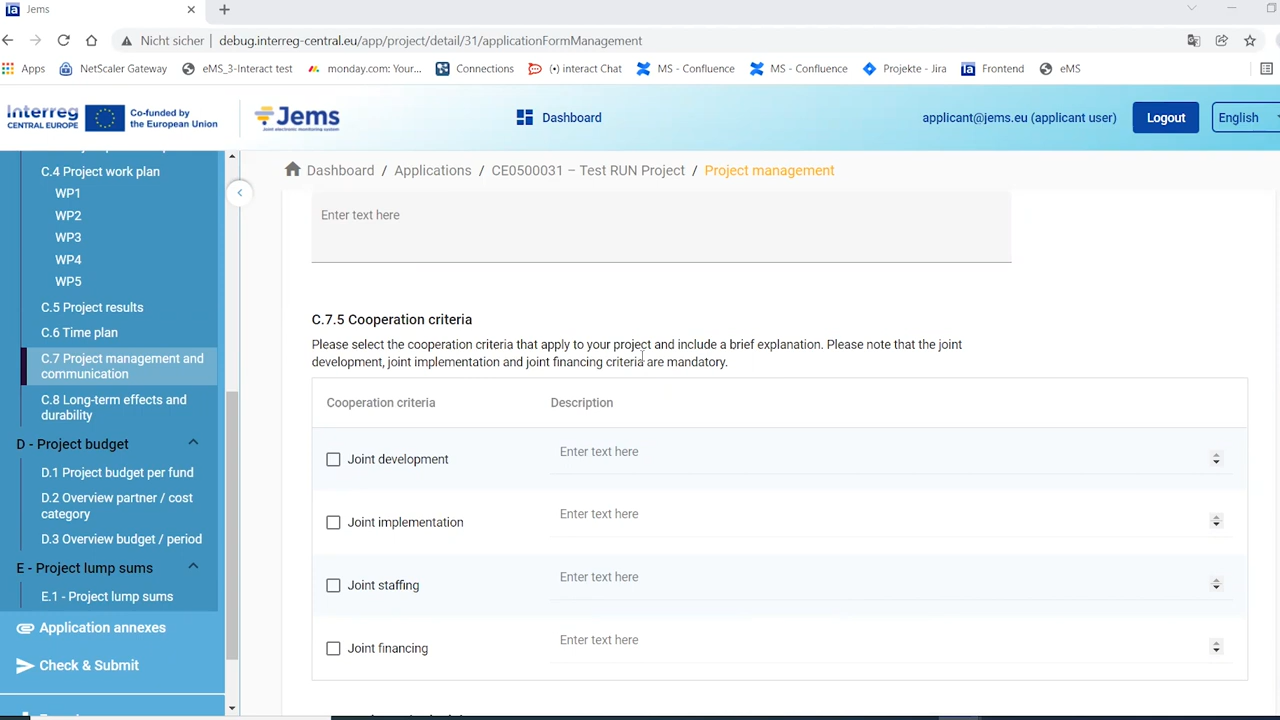 Jems
Nicht sicher | debug.interreg-central.eu/app/project/detail/31/applicationFormManagement
Apps NetScaler Gateway eMS_3-Interact test monday.com: Your... Connections (•) interact Chat MS - Confluence MS - Confluence Projekte - Jira Frontend eMS
Interreg
CENTRAL EUROPE
Co-funded by
the European Union
Jems
Joint electronic monitoring system
Dashboard
applicant@jems.eu (applicant user)
Logout
English
Dashboard / Applications / CE0500031 – Test RUN Project / Project management
C.4 Project work plan
WP1
WP2
WP3
WP4
WP5
C.5 Project results
C.6 Time plan
C.7 Project management and
communication
C.8 Long-term effects and
durability
D - Project budget
D.1 Project budget per fund
D.2 Overview partner / cost
category
D.3 Overview budget / period
E - Project lump sums
E.1 - Project lump sums
Application annexes
Check & Submit
Enter text here
C.7.5 Cooperation criteria
Please select the cooperation criteria that apply to your project and include a brief explanation. Please note that the joint
development, joint implementation and joint financing criteria are mandatory.
Cooperation criteria Description
Joint development Enter text here
Joint implementation Enter text here
Joint staffing Enter text here
Joint financing Enter text here